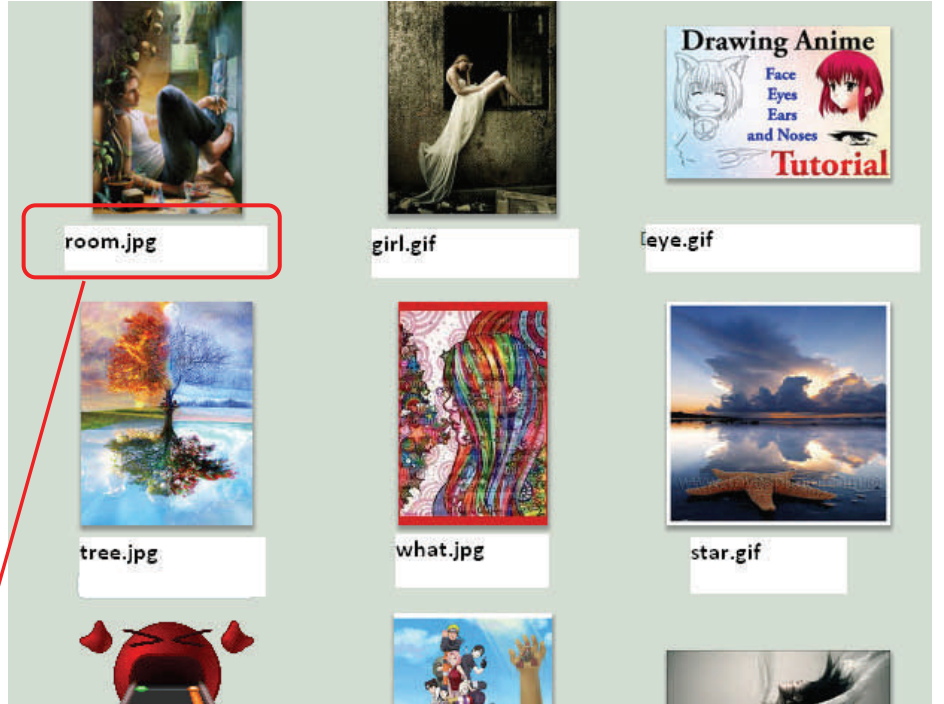 Drawing Anime
Face
Eyes
Ears
and Noses
Tutorial
room.jpg
girl.gif
eye.gif
tree.jpg
what.jpg
star.gif